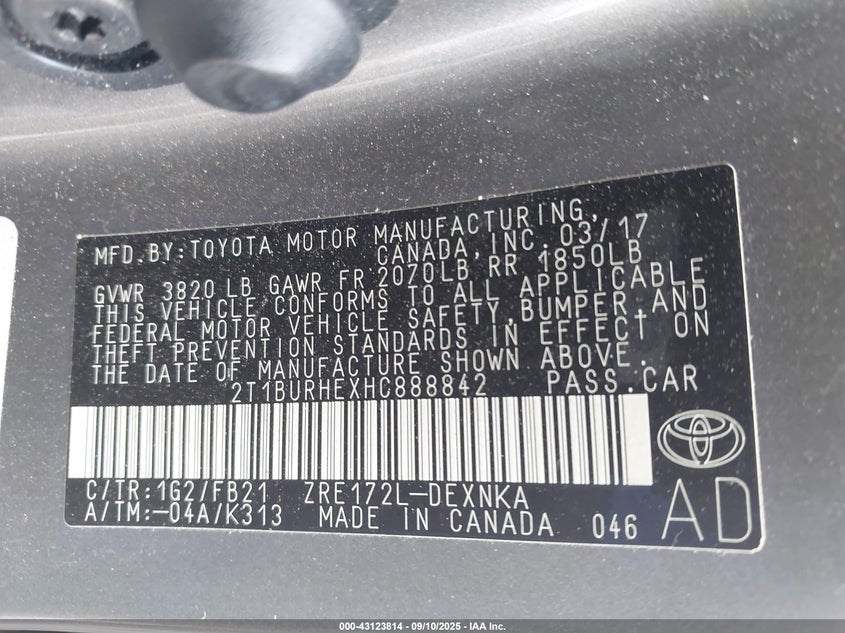 MFD.BY:TOYOTA MOTOR MANUFACTURING,
CANADA,INC. 03/17
GVWR 3820 LB GAWR FR 2070LB RR 1850LB
THIS VEHICLE CONFORMS TO ALL APPLICABLE
FEDERAL MOTOR VEHICLE SAFETY,BUMPER,AND
THEFT PREVENTION STANDARDS IN EFFECT ON
THE DATE OF MANUFACTURE SHOWN ABOVE.
2T1BURHEXHC888842 PASS.CAR
C/TR:1G2/FB21 ZRE172L-DEXNKA
A/TM:-04A/K313 MADE IN CANADA 046 AD
000-43123814 - 09/10/2025 - IAA Inc.